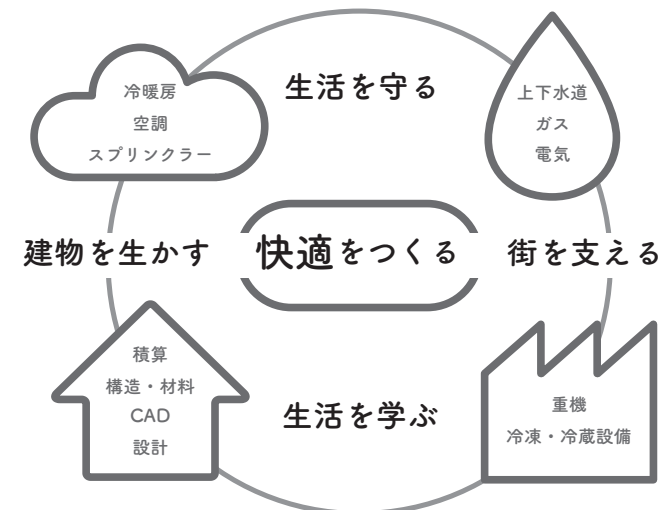 生活を守る
冷暖房
空調
スプリンクラー
上下水道
ガス
電気
建物を生かす
快適をつくる
街を支える
積算
構造・材料
CAD
設計
生活を学ぶ
重機
冷凍・冷蔵設備